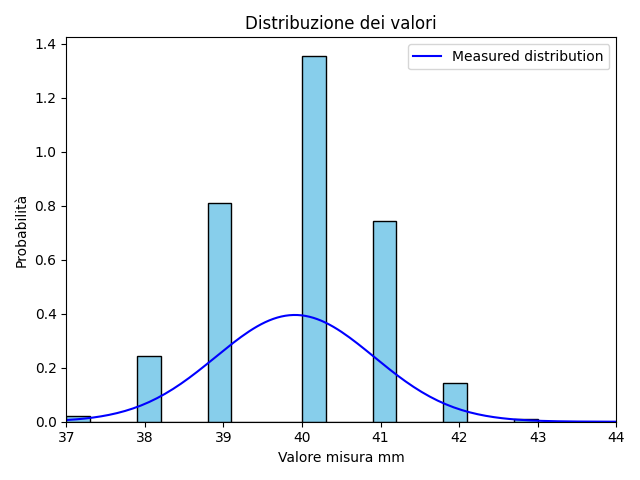 Distribuzione dei valori
Measured distribution
Probabilità
1.4
1.2
1.0
0.8
0.6
0.4
0.2
0.0
37 38 39 40 41 42 43 44
Valore misura mm